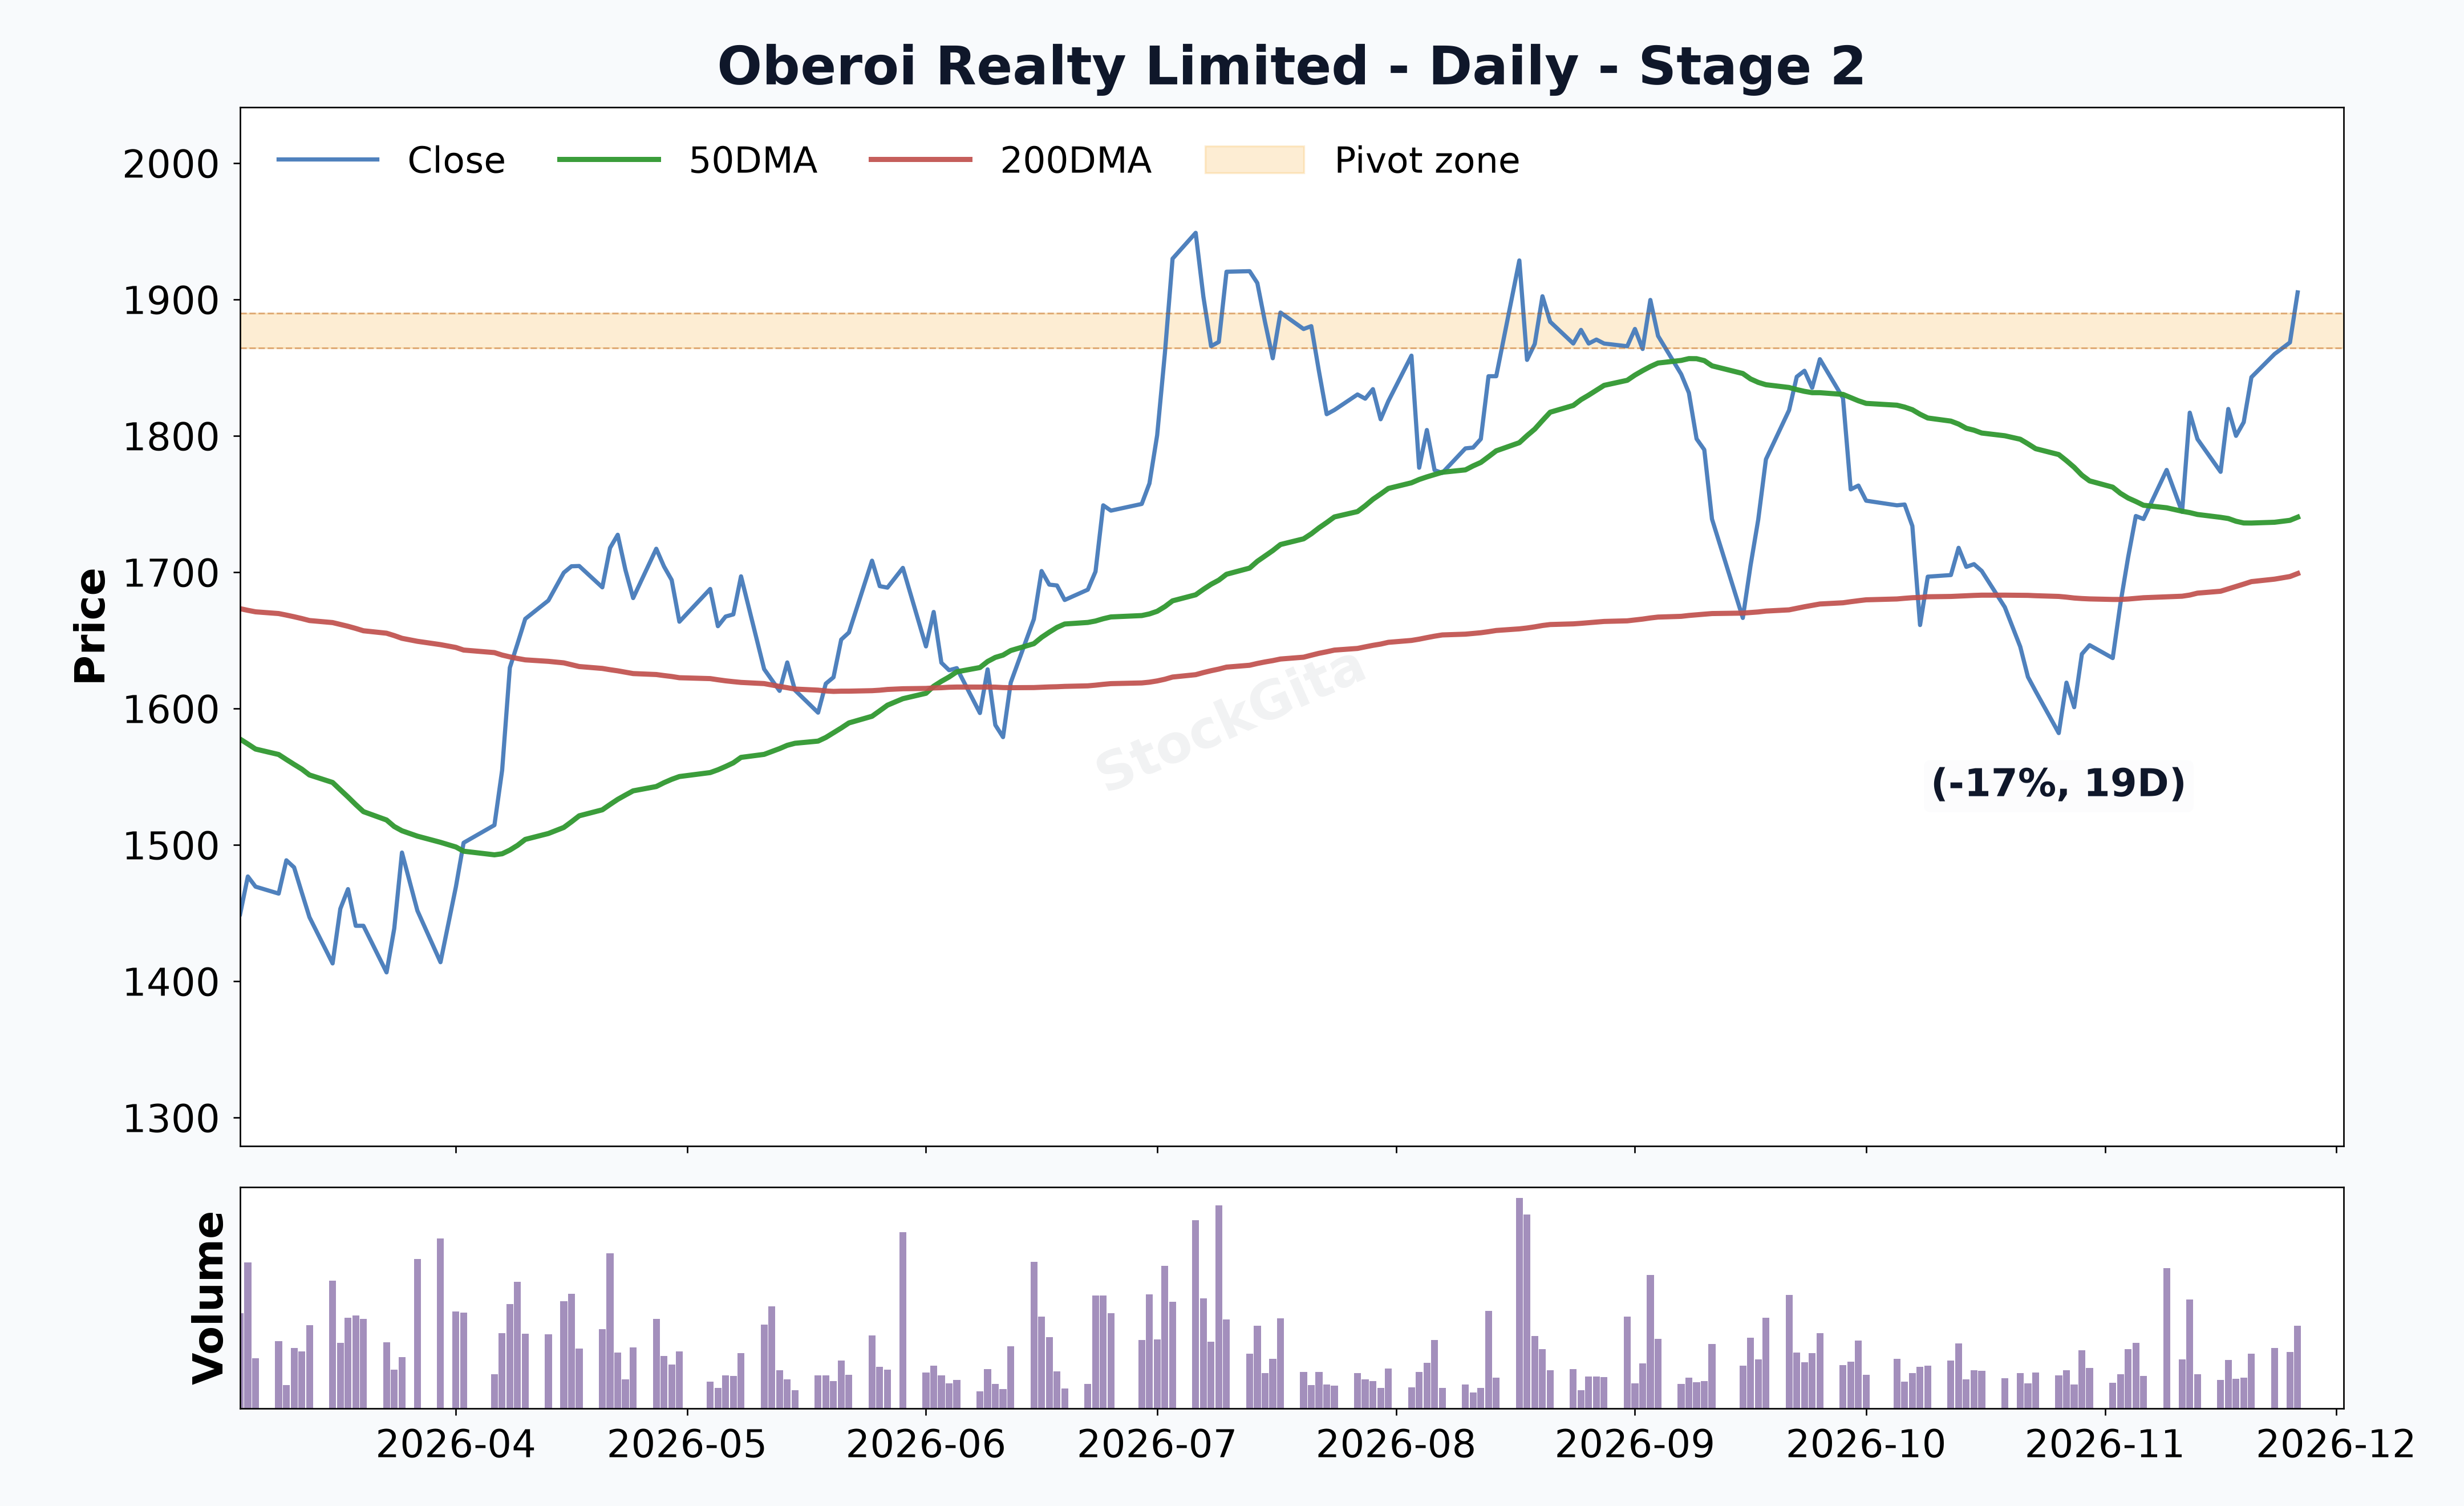 Oberoi Realty Limited - Daily - Stage 2
Close 50DMA 200DMA Pivot zone
2000
1900
1800
1700
1600
1500
1400
1300
Price
StockGita
(-17%, 19D)
Volume
2026-04 2026-05 2026-06 2026-07 2026-08 2026-09 2026-10 2026-11 2026-12